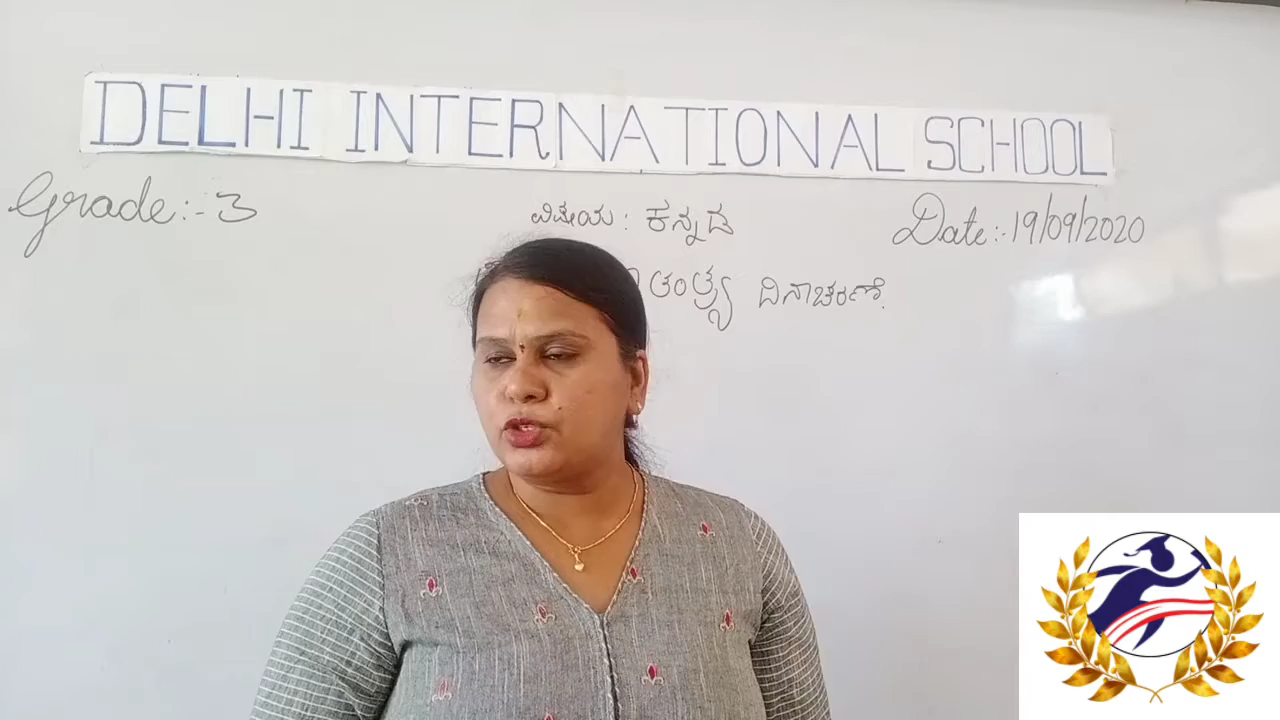 DELHI INTERNATIONAL SCHOOL
Grade:- 3
ವಿಷಯ: ಕನ್ನಡ
Date:- 19/09/2020
ದಿನಾಚರಣೆ.